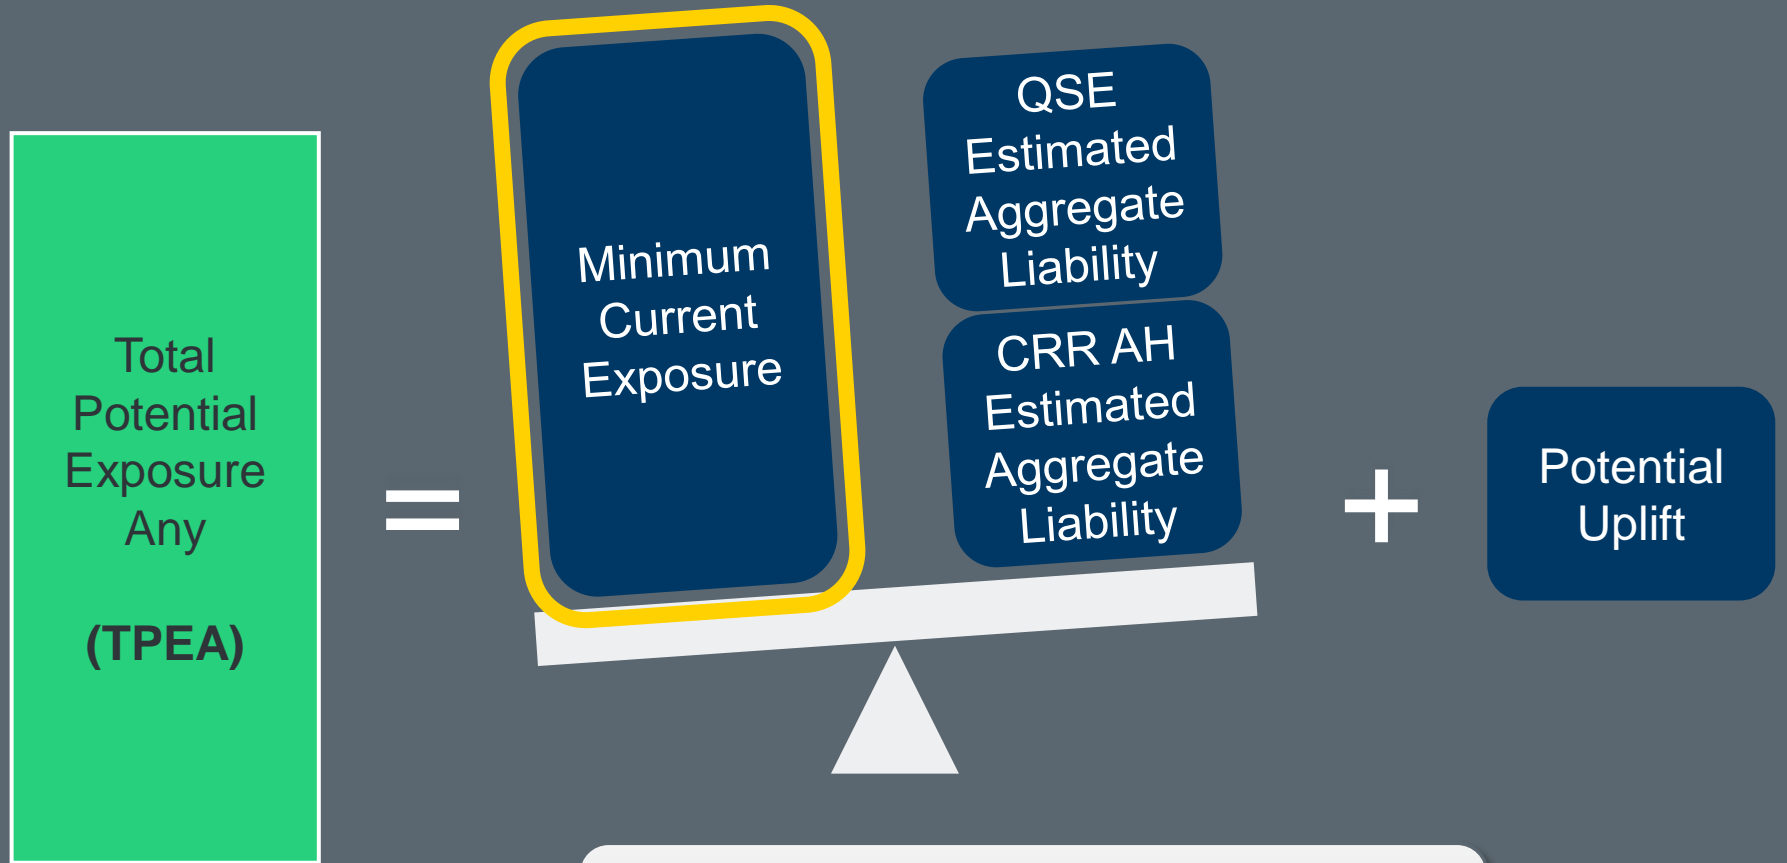 Total
Potential
Exposure
Any
(TPEA)
=
Minimum
Current
Exposure
QSE
Estimated
Aggregate
Liability
CRR AH
Estimated
Aggregate
Liability
+
Potential
Uplift